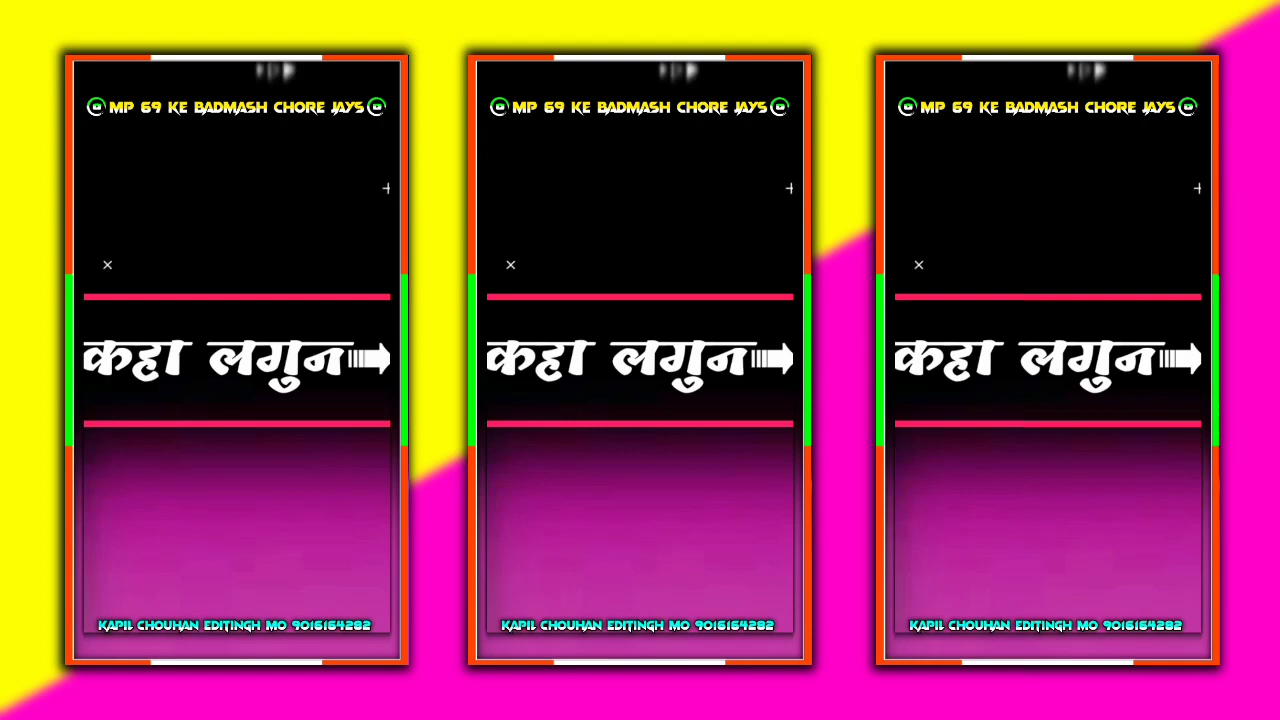 MP 69 KE BADMASH CHORE JAYS
कहा लगुन
KAPIL CHOUHAN EDITINGH MO 9016164282
MP 69 KE BADMASH CHORE JAYS
कहा लगुन
KAPIL CHOUHAN EDITINGH MO 9016164282
MP 69 KE BADMASH CHORE JAYS
कहा लगुन
KAPIL CHOUHAN EDITINGH MO 9016164282